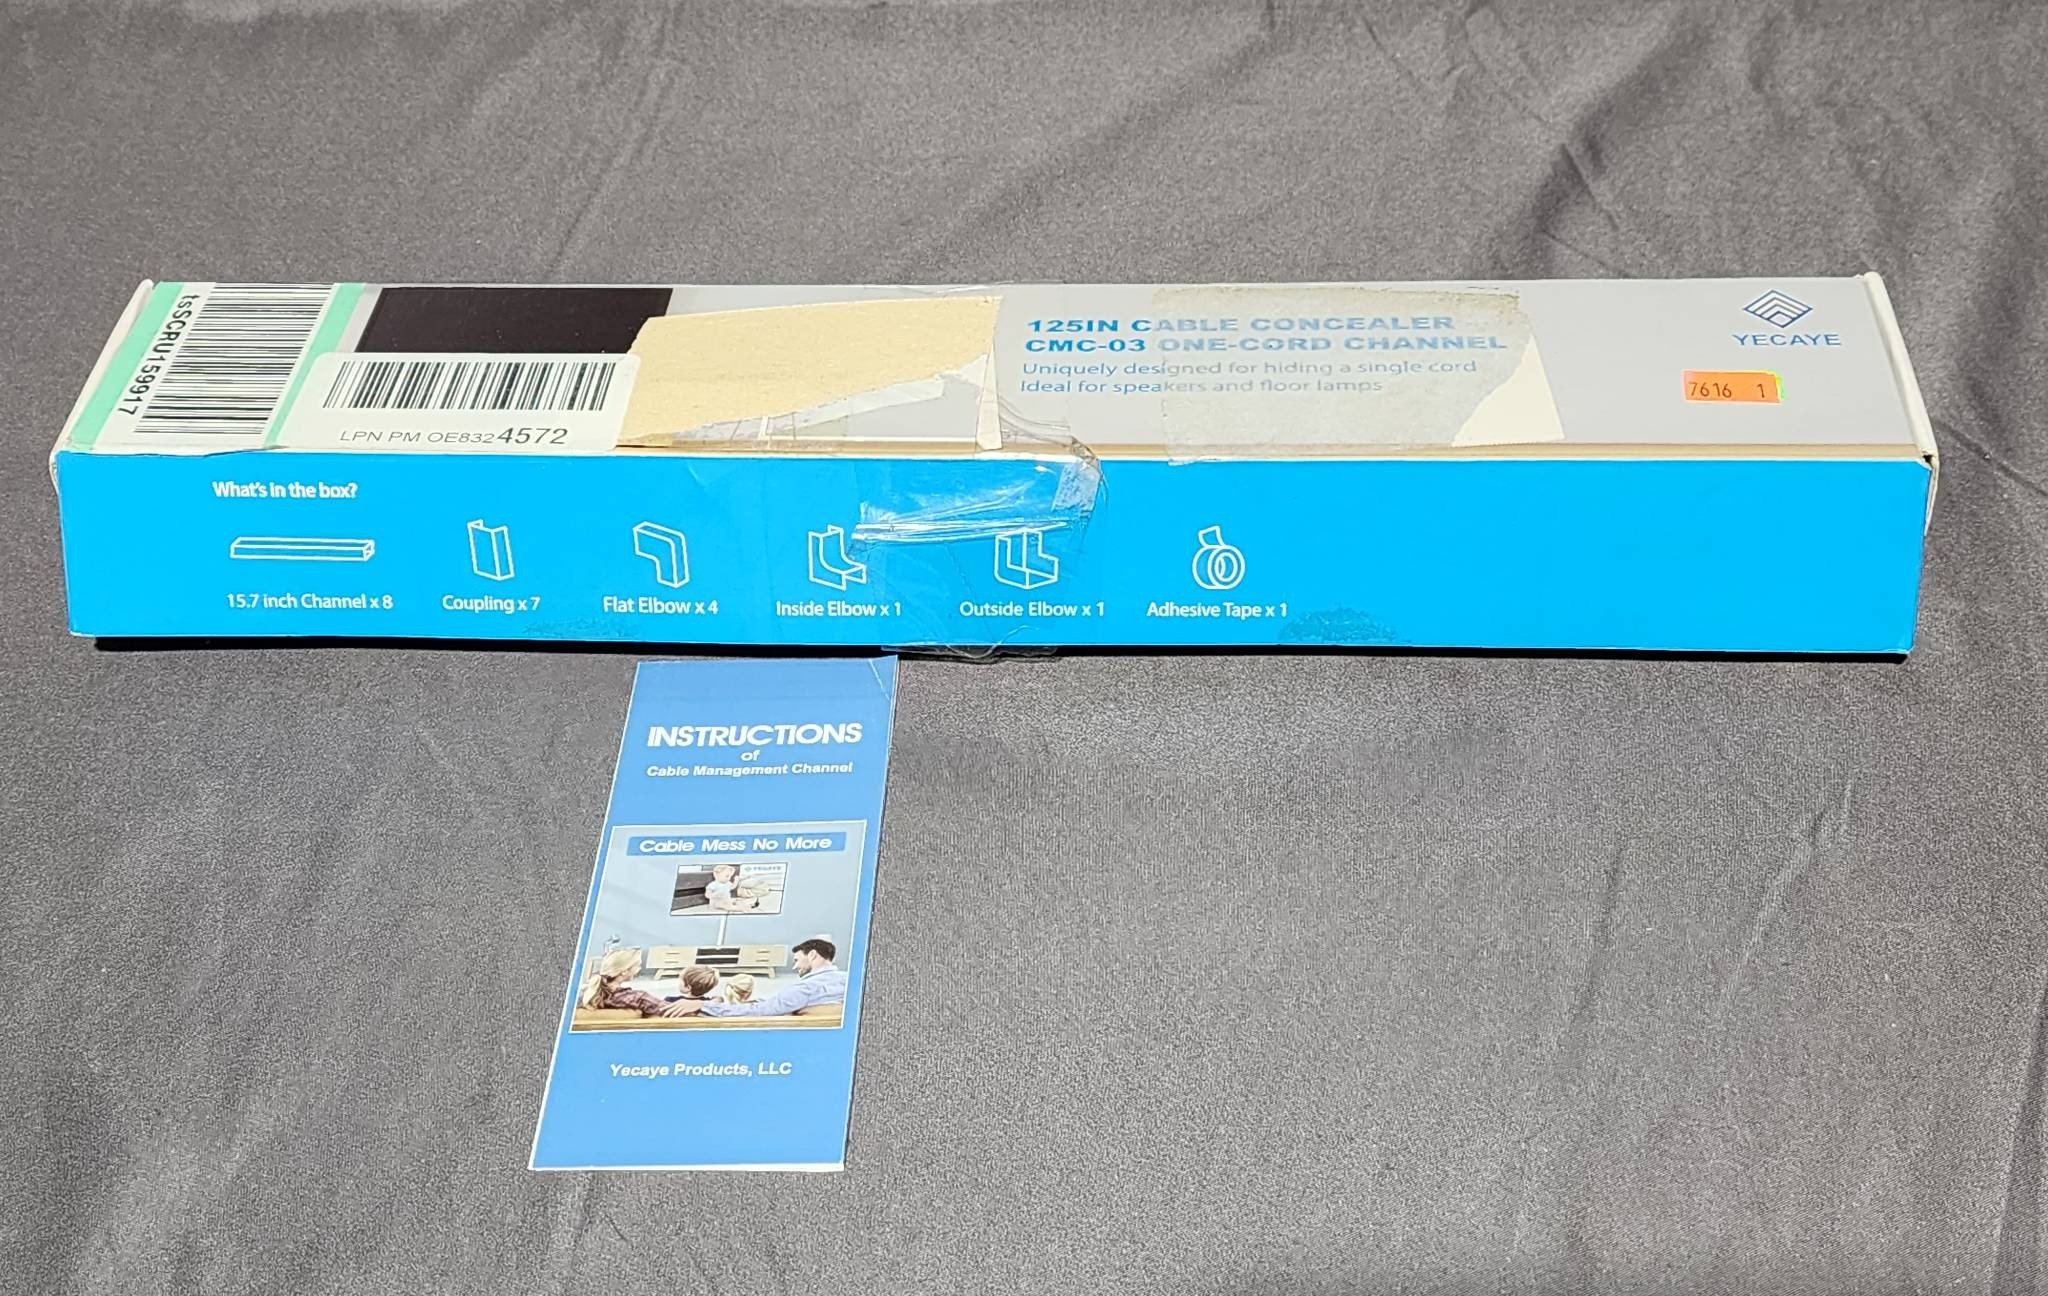 tsSCRU159917
LPN PM OE8324572
125IN CABLE CONCEALER
CMC-03 ONE-CORD CHANNEL
Uniquely designed for hiding a single cord
Ideal for speakers and floor lamps
YECAYE
7616 1
What's in the box?
15.7 inch Channel x 8
Coupling x 7
Flat Elbow x 4
Inside Elbow x 1
Outside Elbow x 1
Adhesive Tape x 1
INSTRUCTIONS
of
Cable Management Channel
Cable Mess No More
YECAYE
Yecaye Products, LLC